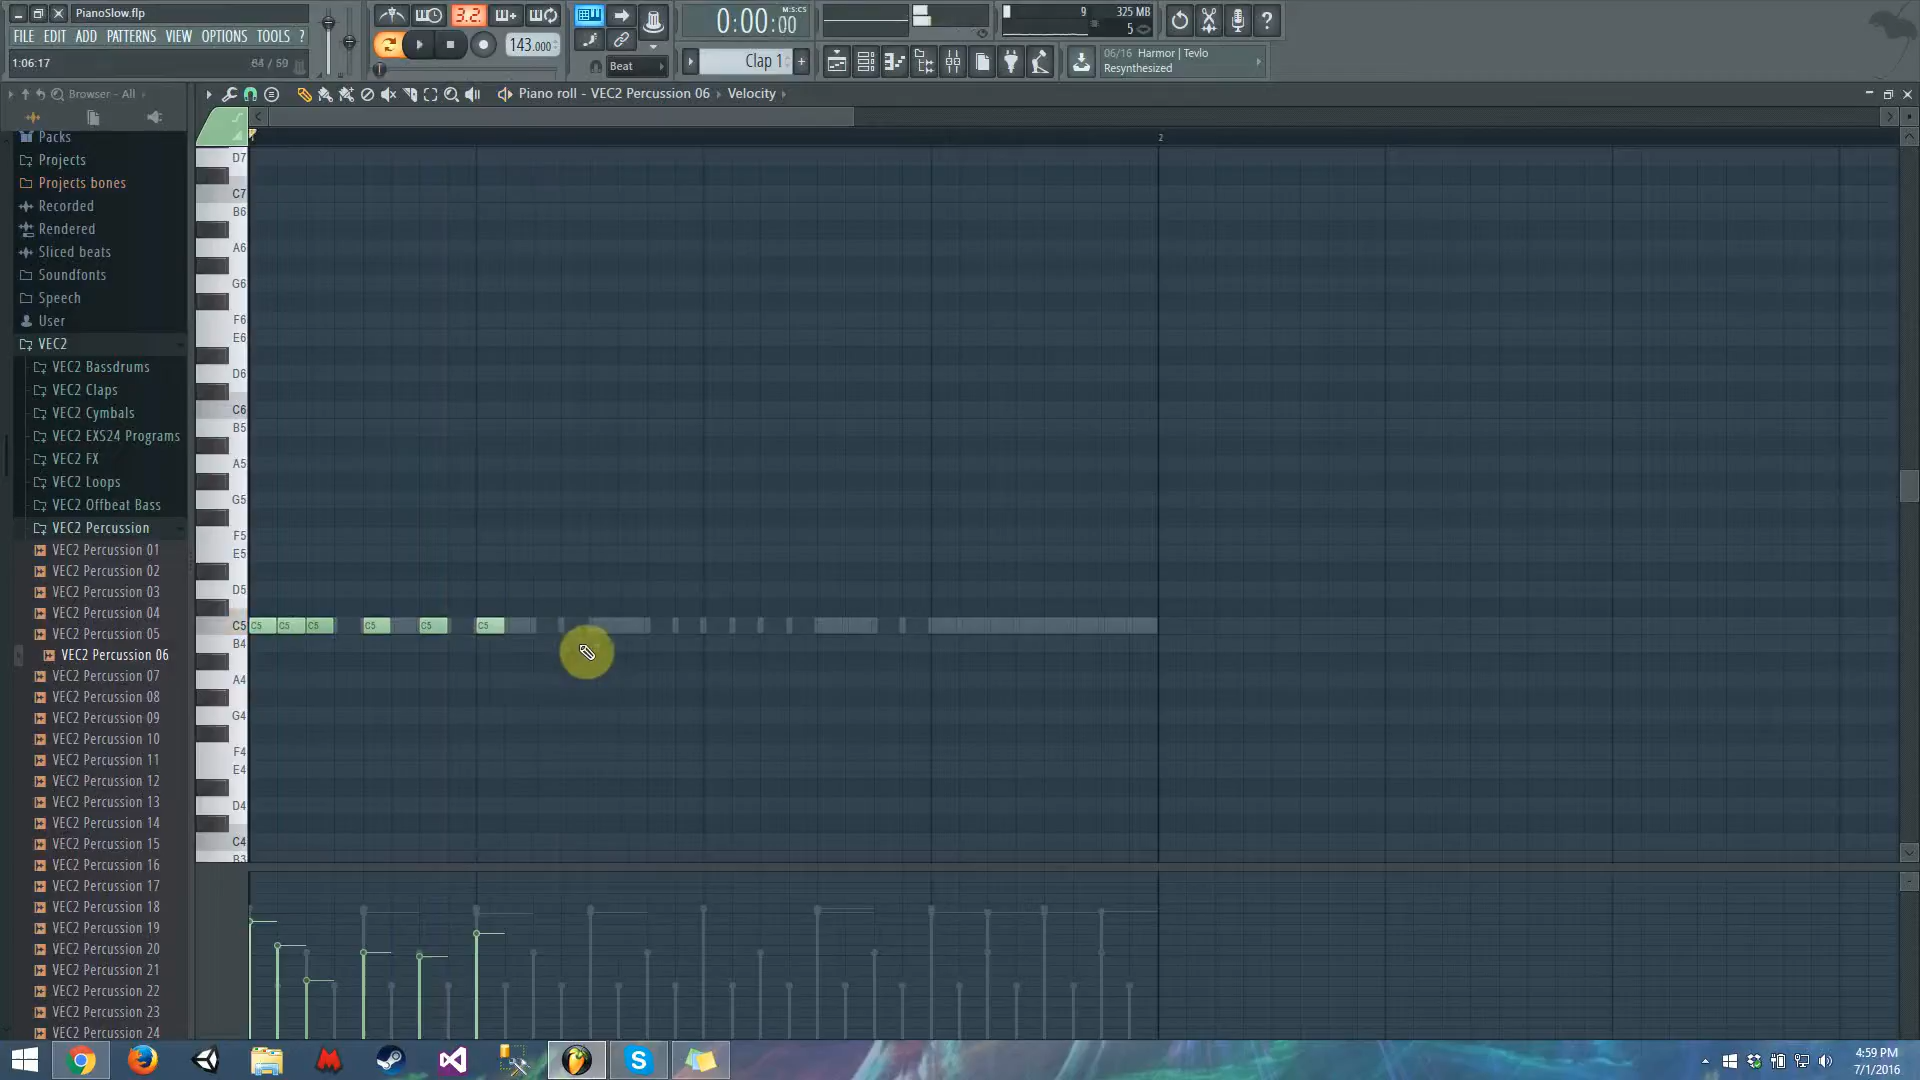 PianoSlow.flp
FILE EDIT ADD PATTERNS VIEW OPTIONS TOOLS ?
1:06:17
3.2.
143.000
0:00:00
M:S:CS
Beat
Clap 1
9
325 MB
5
06/16 Harmor | Tevlo
Resynthesized
Browser - All
Piano roll - VEC2 Percussion 06 › Velocity ›
2
Packs
Projects
Projects bones
Recorded
Rendered
Sliced beats
Soundfonts
Speech
User
VEC2
VEC2 Bassdrums
VEC2 Claps
VEC2 Cymbals
VEC2 EXS24 Programs
VEC2 FX
VEC2 Loops
VEC2 Offbeat Bass
VEC2 Percussion
VEC2 Percussion 01
VEC2 Percussion 02
VEC2 Percussion 03
VEC2 Percussion 04
VEC2 Percussion 05
VEC2 Percussion 06
VEC2 Percussion 07
VEC2 Percussion 08
VEC2 Percussion 09
VEC2 Percussion 10
VEC2 Percussion 11
VEC2 Percussion 12
VEC2 Percussion 13
VEC2 Percussion 14
VEC2 Percussion 15
VEC2 Percussion 16
VEC2 Percussion 17
VEC2 Percussion 18
VEC2 Percussion 19
VEC2 Percussion 20
VEC2 Percussion 21
VEC2 Percussion 22
VEC2 Percussion 23
VEC2 Percussion 24
D7
C7
B6
A6
G6
F6
E6
D6
C6
B5
A5
G5
F5
E5
D5
C5
C5 C5 C5 C5 C5 C5
B4
A4
G4
F4
E4
D4
C4
B3
4:59 PM
7/1/2016